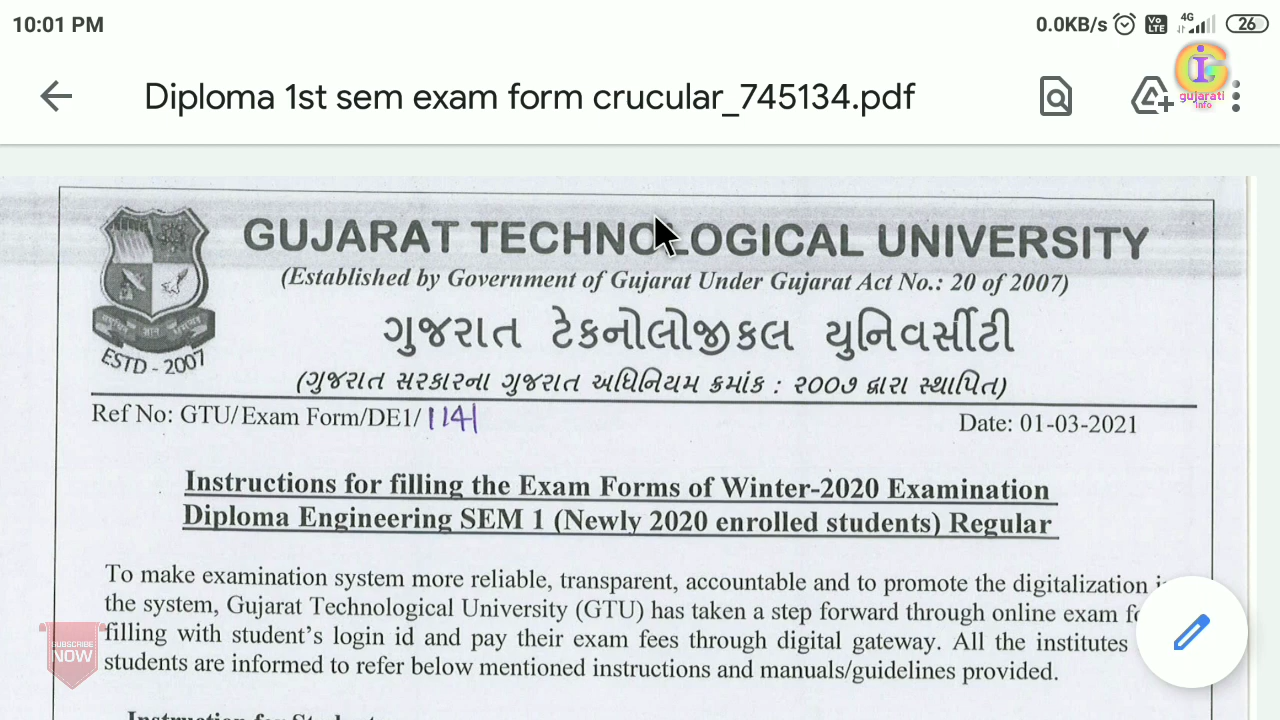 10:01 PM
0.0KB/s
Vo LTE
4G
26
Diploma 1st sem exam form crucular_745134.pdf
gujarati
Info
GUJARAT TECHNOLOGICAL UNIVERSITY
(Established by Government of Gujarat Under Gujarat Act No.: 20 of 2007)
ગુજરાત ટેકનોલોજીકલ યુનિવર્સીટી
(ગુજરાત સરકારના ગુજરાત અધિનિયમ ક્રમાંક : ૨૦૦૭ દ્વારા સ્થાપિત)
ESTD - 2007
Ref No: GTU/Exam Form/DE1/1141
Date: 01-03-2021
Instructions for filling the Exam Forms of Winter-2020 Examination
Diploma Engineering SEM 1 (Newly 2020 enrolled students) Regular
To make examination system more reliable, transparent, accountable and to promote the digitalization
the system, Gujarat Technological University (GTU) has taken a step forward through online exam
filling with student's login id and pay their exam fees through digital gateway. All the institutes
students are informed to refer below mentioned instructions and manuals/guidelines provided.
SUBSCRIBE
NOW